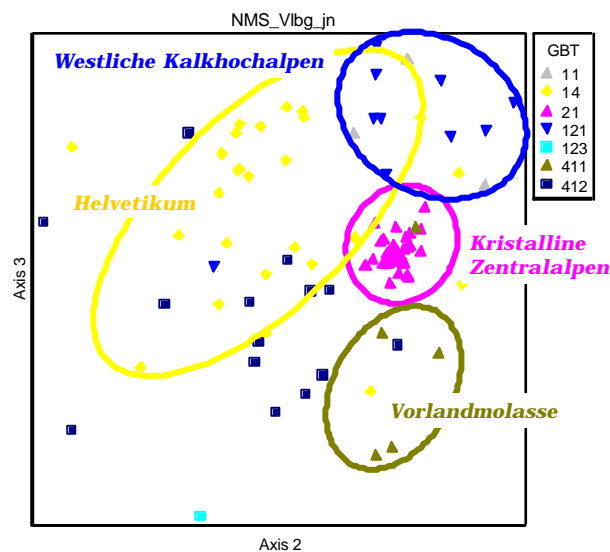 NMS_Vlbg_jn
Westliche Kalkhochalpen
Helvetikum
Kristalline
Zentralalpen
Vorlandmolasse
Axis 3
Axis 2
GBT
11
14
21
121
123
411
412